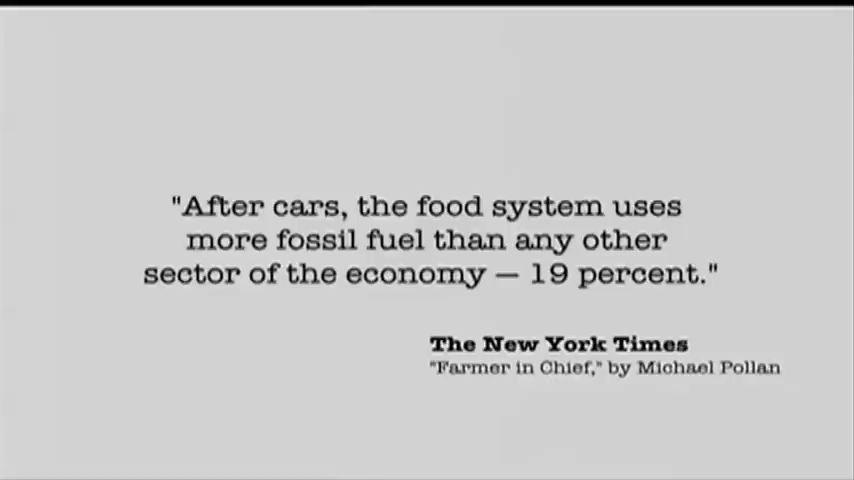 "After cars, the food system uses
more fossil fuel than any other
sector of the economy — 19 percent."
The New York Times
"Farmer in Chief," by Michael Pollan